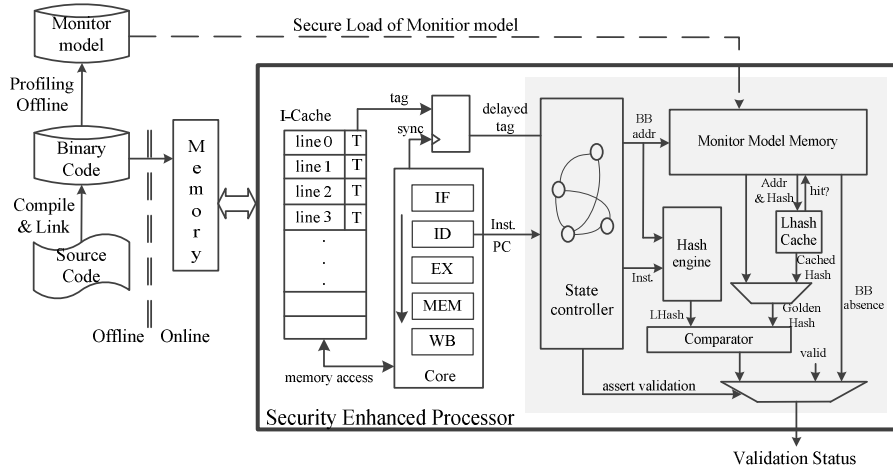 Monitor
model
Secure Load of Monitior model
Profiling
Offline
Binary
Code
Compile
& Link
Source
Code
Offline
Online
Memory
I-Cache
line 0 T
line 1 T
line 2 T
line 3 T
.
.
.
tag
sync
delayed
tag
IF
ID
EX
MEM
WB
Core
memory access
Inst.
PC
State
controller
BB
addr
Monitor Model Memory
Addr
& Hash
hit?
Lhash
Cache
Cached
Hash
Hash
engine
Inst.
LHash
Golden
Hash
Comparator
BB
absence
valid
assert validation
Security Enhanced Processor
Validation Status